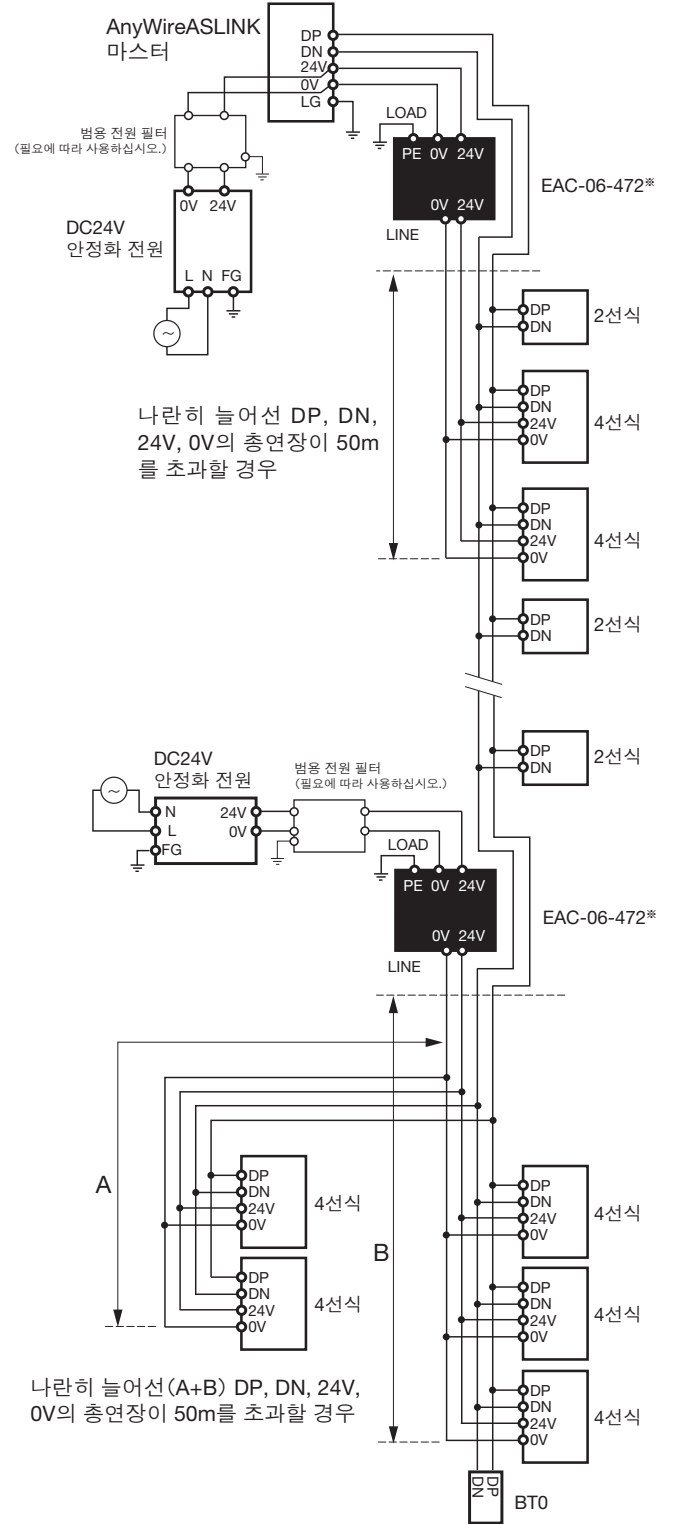 AnyWireASLINK
마스터
DP
DN
24V
0V
LG
범용 전원 필터
(필요에 따라 사용하십시오.)
0V 24V
DC24V
안정화 전원
L N FG
LOAD
PE 0V 24V
0V 24V
LINE
EAC-06-472※
DP
DN
2선식
DP
DN
24V
0V
4선식
나란히 늘어선 DP, DN,
24V, 0V의 총연장이 50m
를 초과할 경우
DP
DN
24V
0V
4선식
DP
DN
2선식
DP
DN
2선식
DC24V
안정화 전원
N
L
FG
24V
0V
범용 전원 필터
(필요에 따라 사용하십시오.)
LOAD
PE 0V 24V
0V 24V
LINE
EAC-06-472※
A
DP
DN
24V
0V
4선식
DP
DN
24V
0V
4선식
B
DP
DN
24V
0V
4선식
DP
DN
24V
0V
4선식
DP
DN
24V
0V
4선식
나란히 늘어선(A+B) DP, DN, 24V,
0V의 총연장이 50m를 초과할 경우
DP
DN
BT0